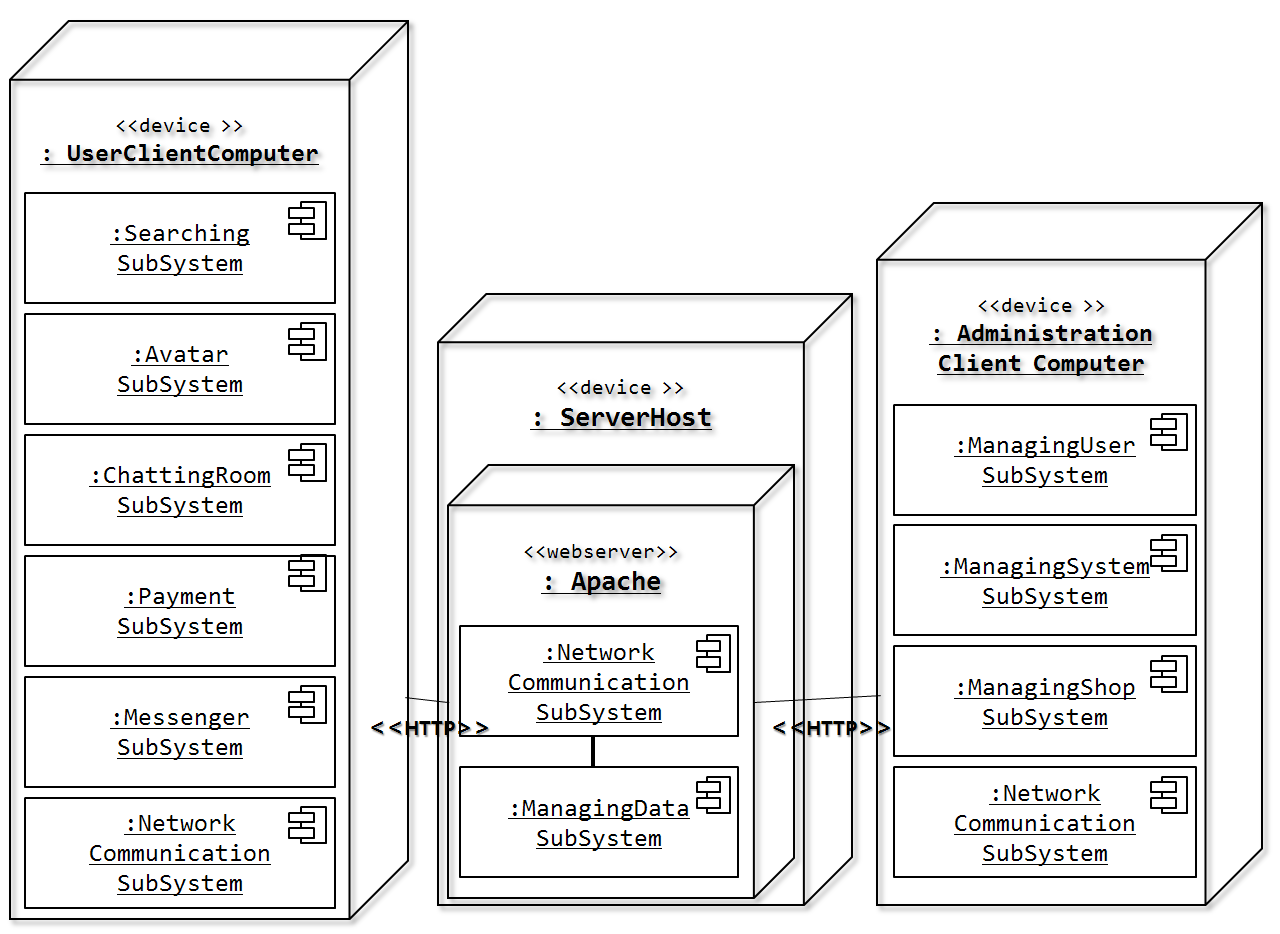 <<device >>
: UserClientComputer
:Searching
SubSystem
:Avatar
SubSystem
:ChattingRoom
SubSystem
:Payment
SubSystem
:Messenger
SubSystem
:Network
Communication
SubSystem
<<HTTP>>
<<device >>
: ServerHost
<<webserver>>
: Apache
:Network
Communication
SubSystem
:ManagingData
SubSystem
<<HTTP>>
<<device >>
: Administration
Client Computer
:ManagingUser
SubSystem
:ManagingSystem
SubSystem
:ManagingShop
SubSystem
:Network
Communication
SubSystem